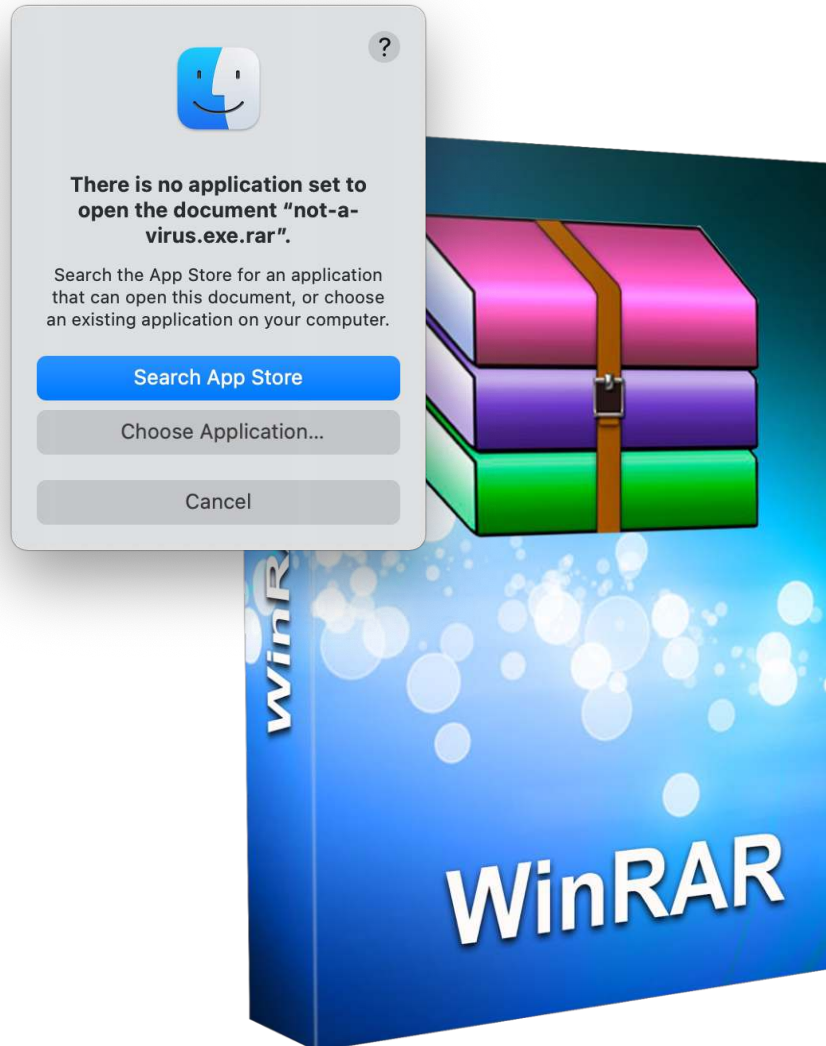 ?
There is no application set to
open the document “not-a-
virus.exe.rar”.
Search the App Store for an application
that can open this document, or choose
an existing application on your computer.
Search App Store
Choose Application...
Cancel
WinR
WinRAR